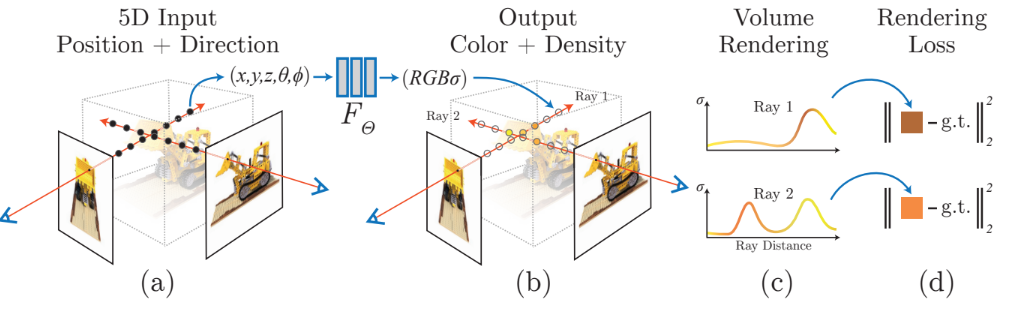 5D Input
Position + Direction
Output
Color + Density
Volume
Rendering
Rendering
Loss
(x,y,z,θ,ϕ)
F_Θ
(RGBσ)
Ray 1
Ray 2
σ
Ray 1
‖ – g.t. ‖²₂
σ
Ray 2
Ray Distance
‖ – g.t. ‖²₂
(a)
(b)
(c)
(d)